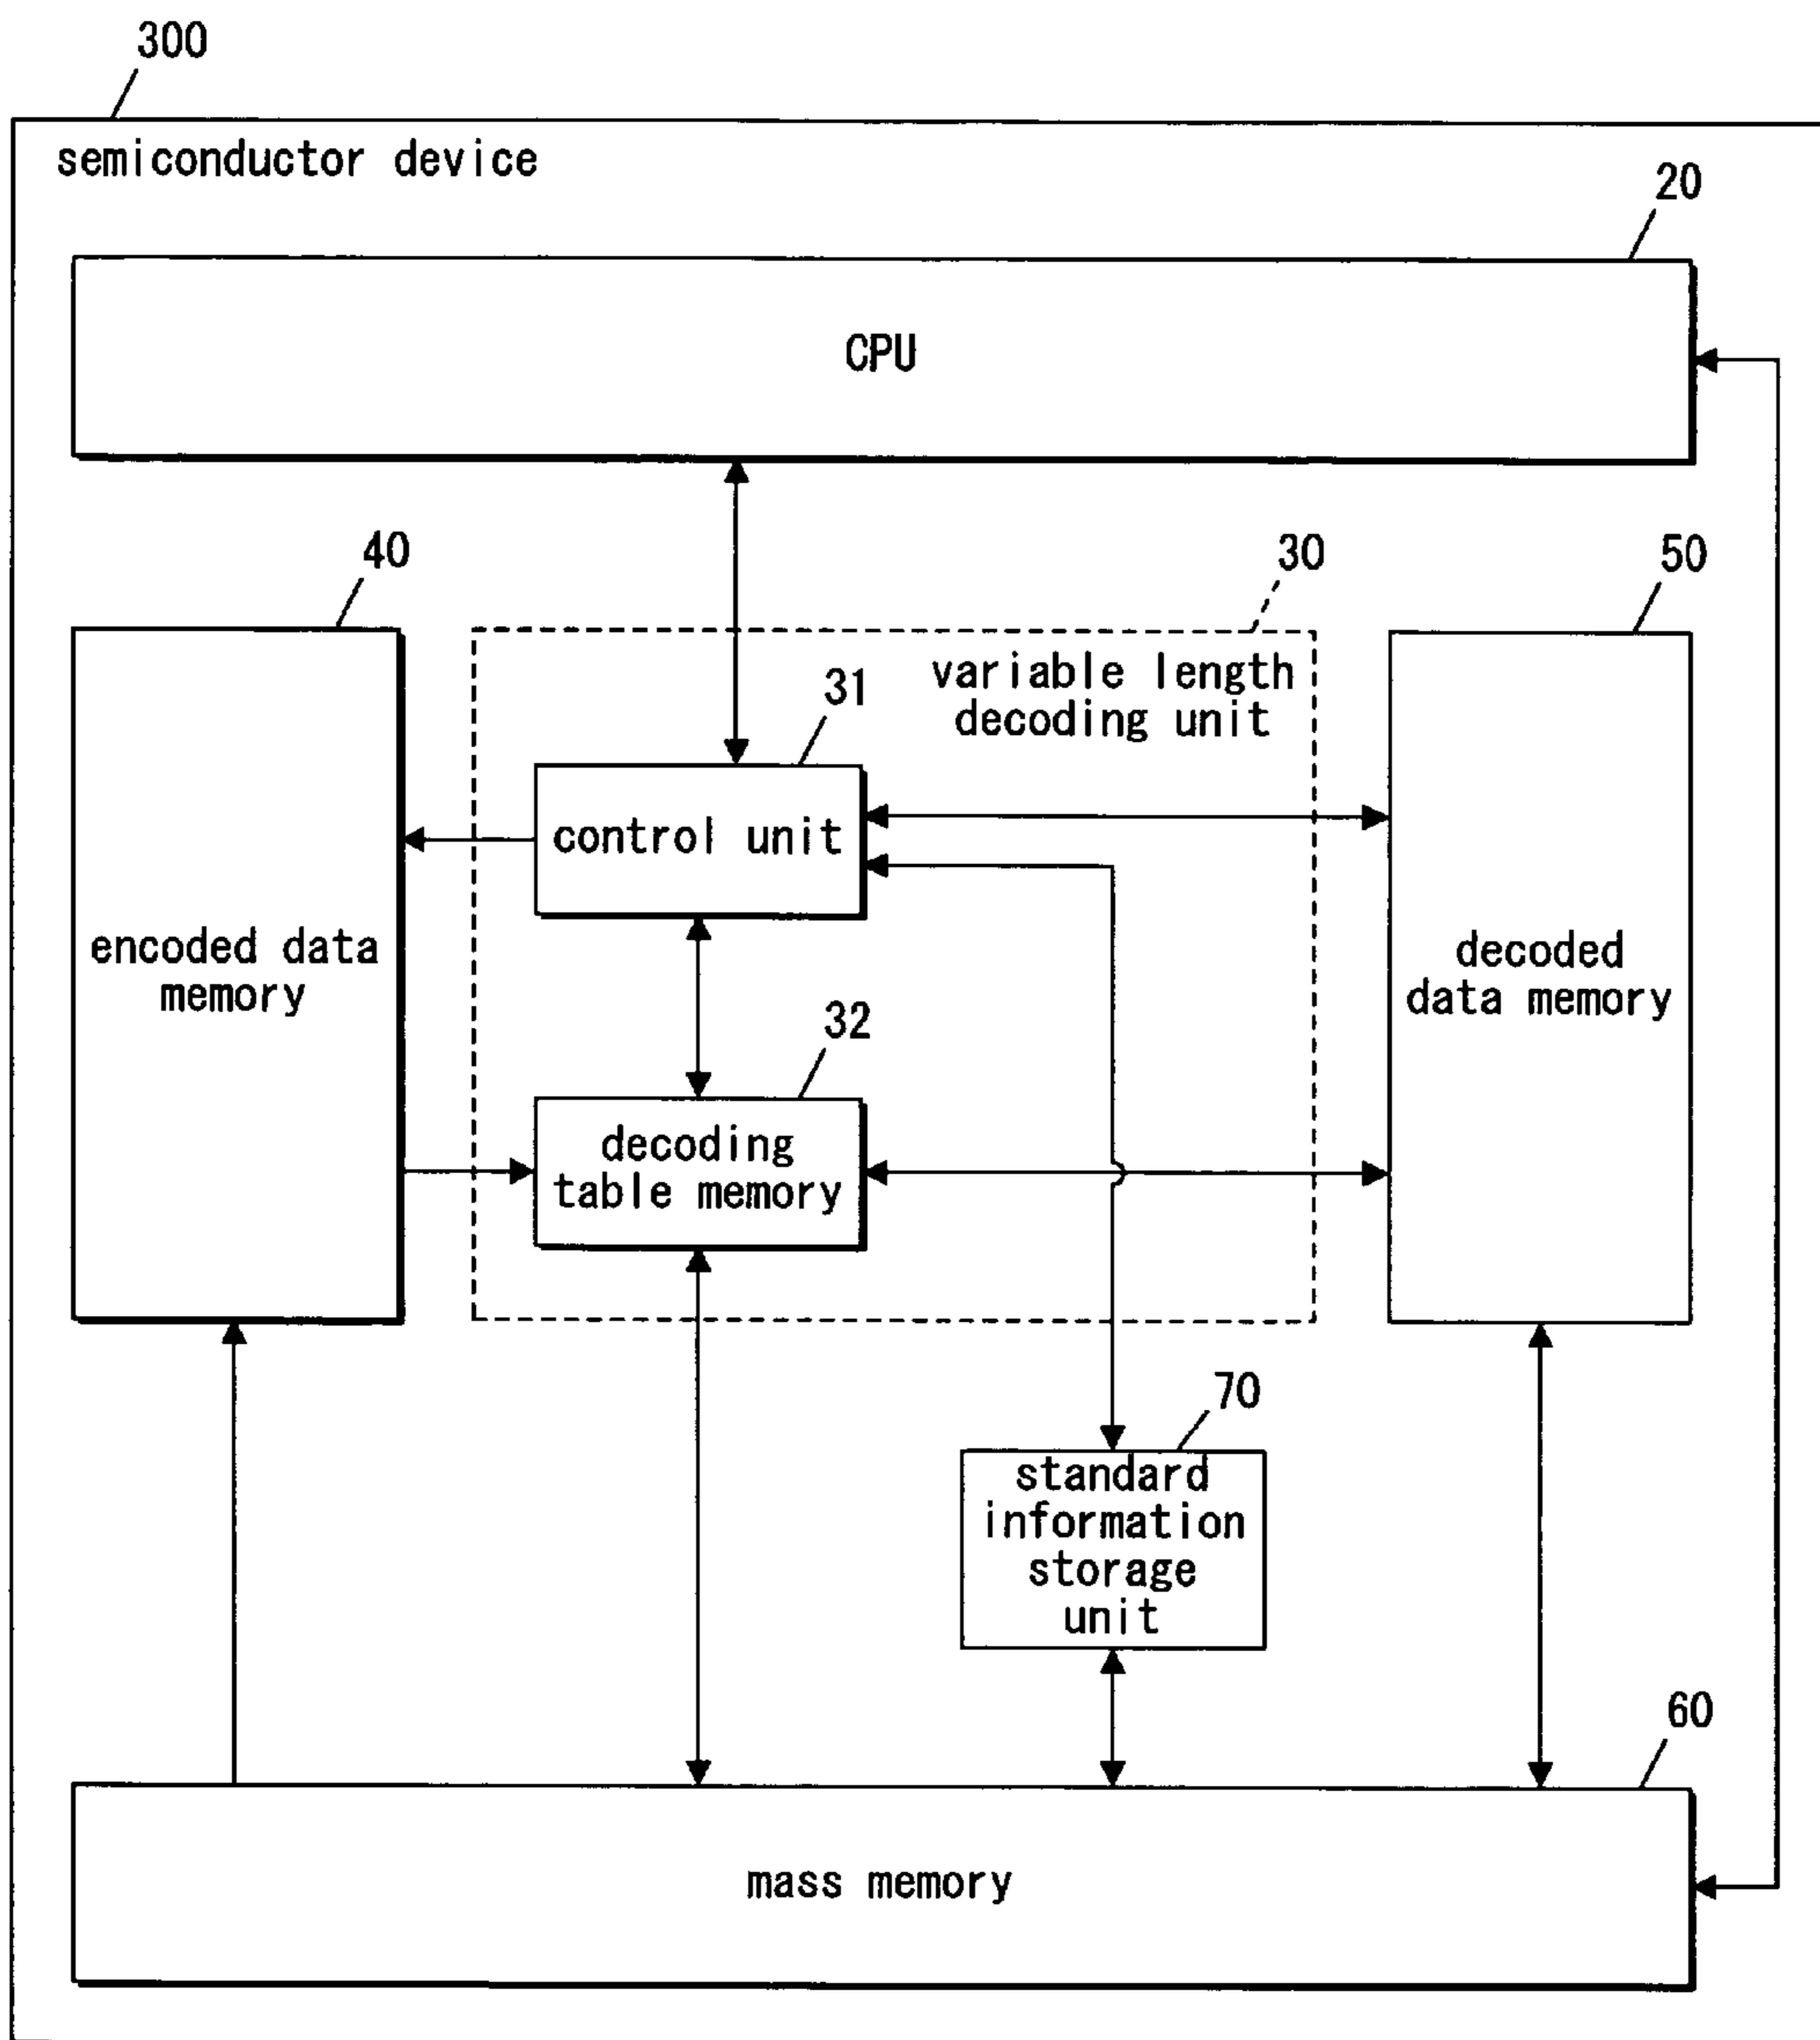 300
semiconductor device
20
CPU
40
30
50
variable length
decoding unit
31
control unit
encoded data
memory
decoded
data memory
32
decoding
table memory
70
standard
information
storage
unit
60
mass memory